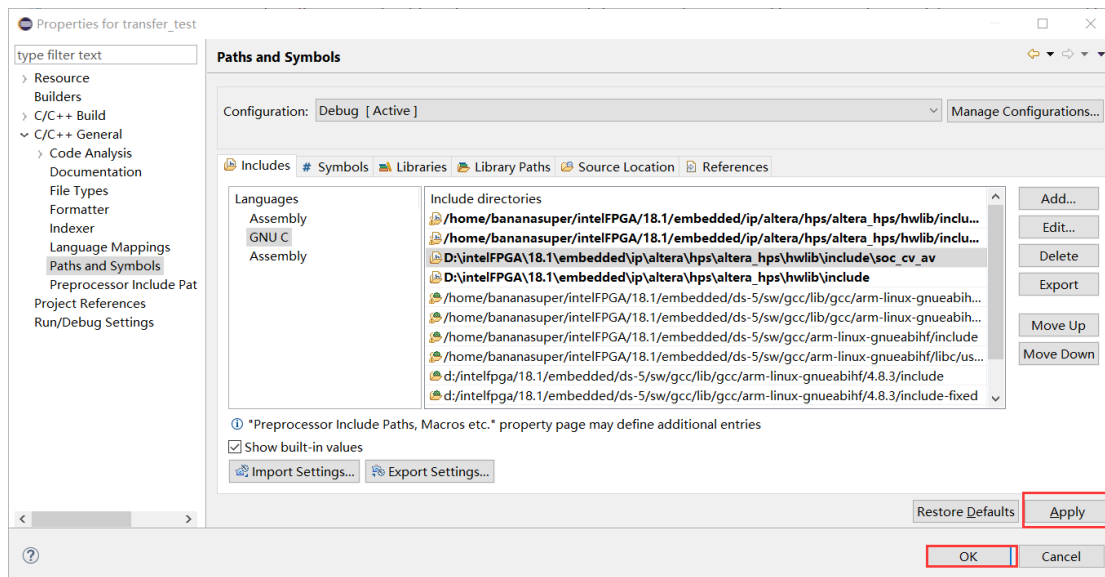 Properties for transfer_test
type filter text
Resource
Builders
C/C++ Build
C/C++ General
Code Analysis
Documentation
File Types
Formatter
Indexer
Language Mappings
Paths and Symbols
Preprocessor Include Pat
Project References
Run/Debug Settings
Paths and Symbols
Configuration: Debug [ Active ] Manage Configurations...
Includes # Symbols Libraries Library Paths Source Location References
Languages
Assembly
GNU C
Assembly
Include directories
/home/bananasuper/intelFPGA/18.1/embedded/ip/altera/hps/altera_hps/hwlib/inclu...
/home/bananasuper/intelFPGA/18.1/embedded/ip/altera/hps/altera_hps/hwlib/inclu...
D:\intelFPGA\18.1\embedded\ip\altera\hps\altera_hps\hwlib\include\soc_cv_av
D:\intelFPGA\18.1\embedded\ip\altera\hps\altera_hps\hwlib\include
/home/bananasuper/intelFPGA/18.1/embedded/ds-5/sw/gcc/lib/gcc/arm-linux-gnueabih...
/home/bananasuper/intelFPGA/18.1/embedded/ds-5/sw/gcc/lib/gcc/arm-linux-gnueabih...
/home/bananasuper/intelFPGA/18.1/embedded/ds-5/sw/gcc/arm-linux-gnueabihf/include
/home/bananasuper/intelFPGA/18.1/embedded/ds-5/sw/gcc/arm-linux-gnueabihf/libc/us...
d:/intelfpga/18.1/embedded/ds-5/sw/gcc/lib/gcc/arm-linux-gnueabihf/4.8.3/include
d:/intelfpga/18.1/embedded/ds-5/sw/gcc/lib/gcc/arm-linux-gnueabihf/4.8.3/include-fixed
Add...
Edit...
Delete
Export
Move Up
Move Down
"Preprocessor Include Paths, Macros etc." property page may define additional entries
Show built-in values
Import Settings... Export Settings...
Restore Defaults Apply
OK Cancel